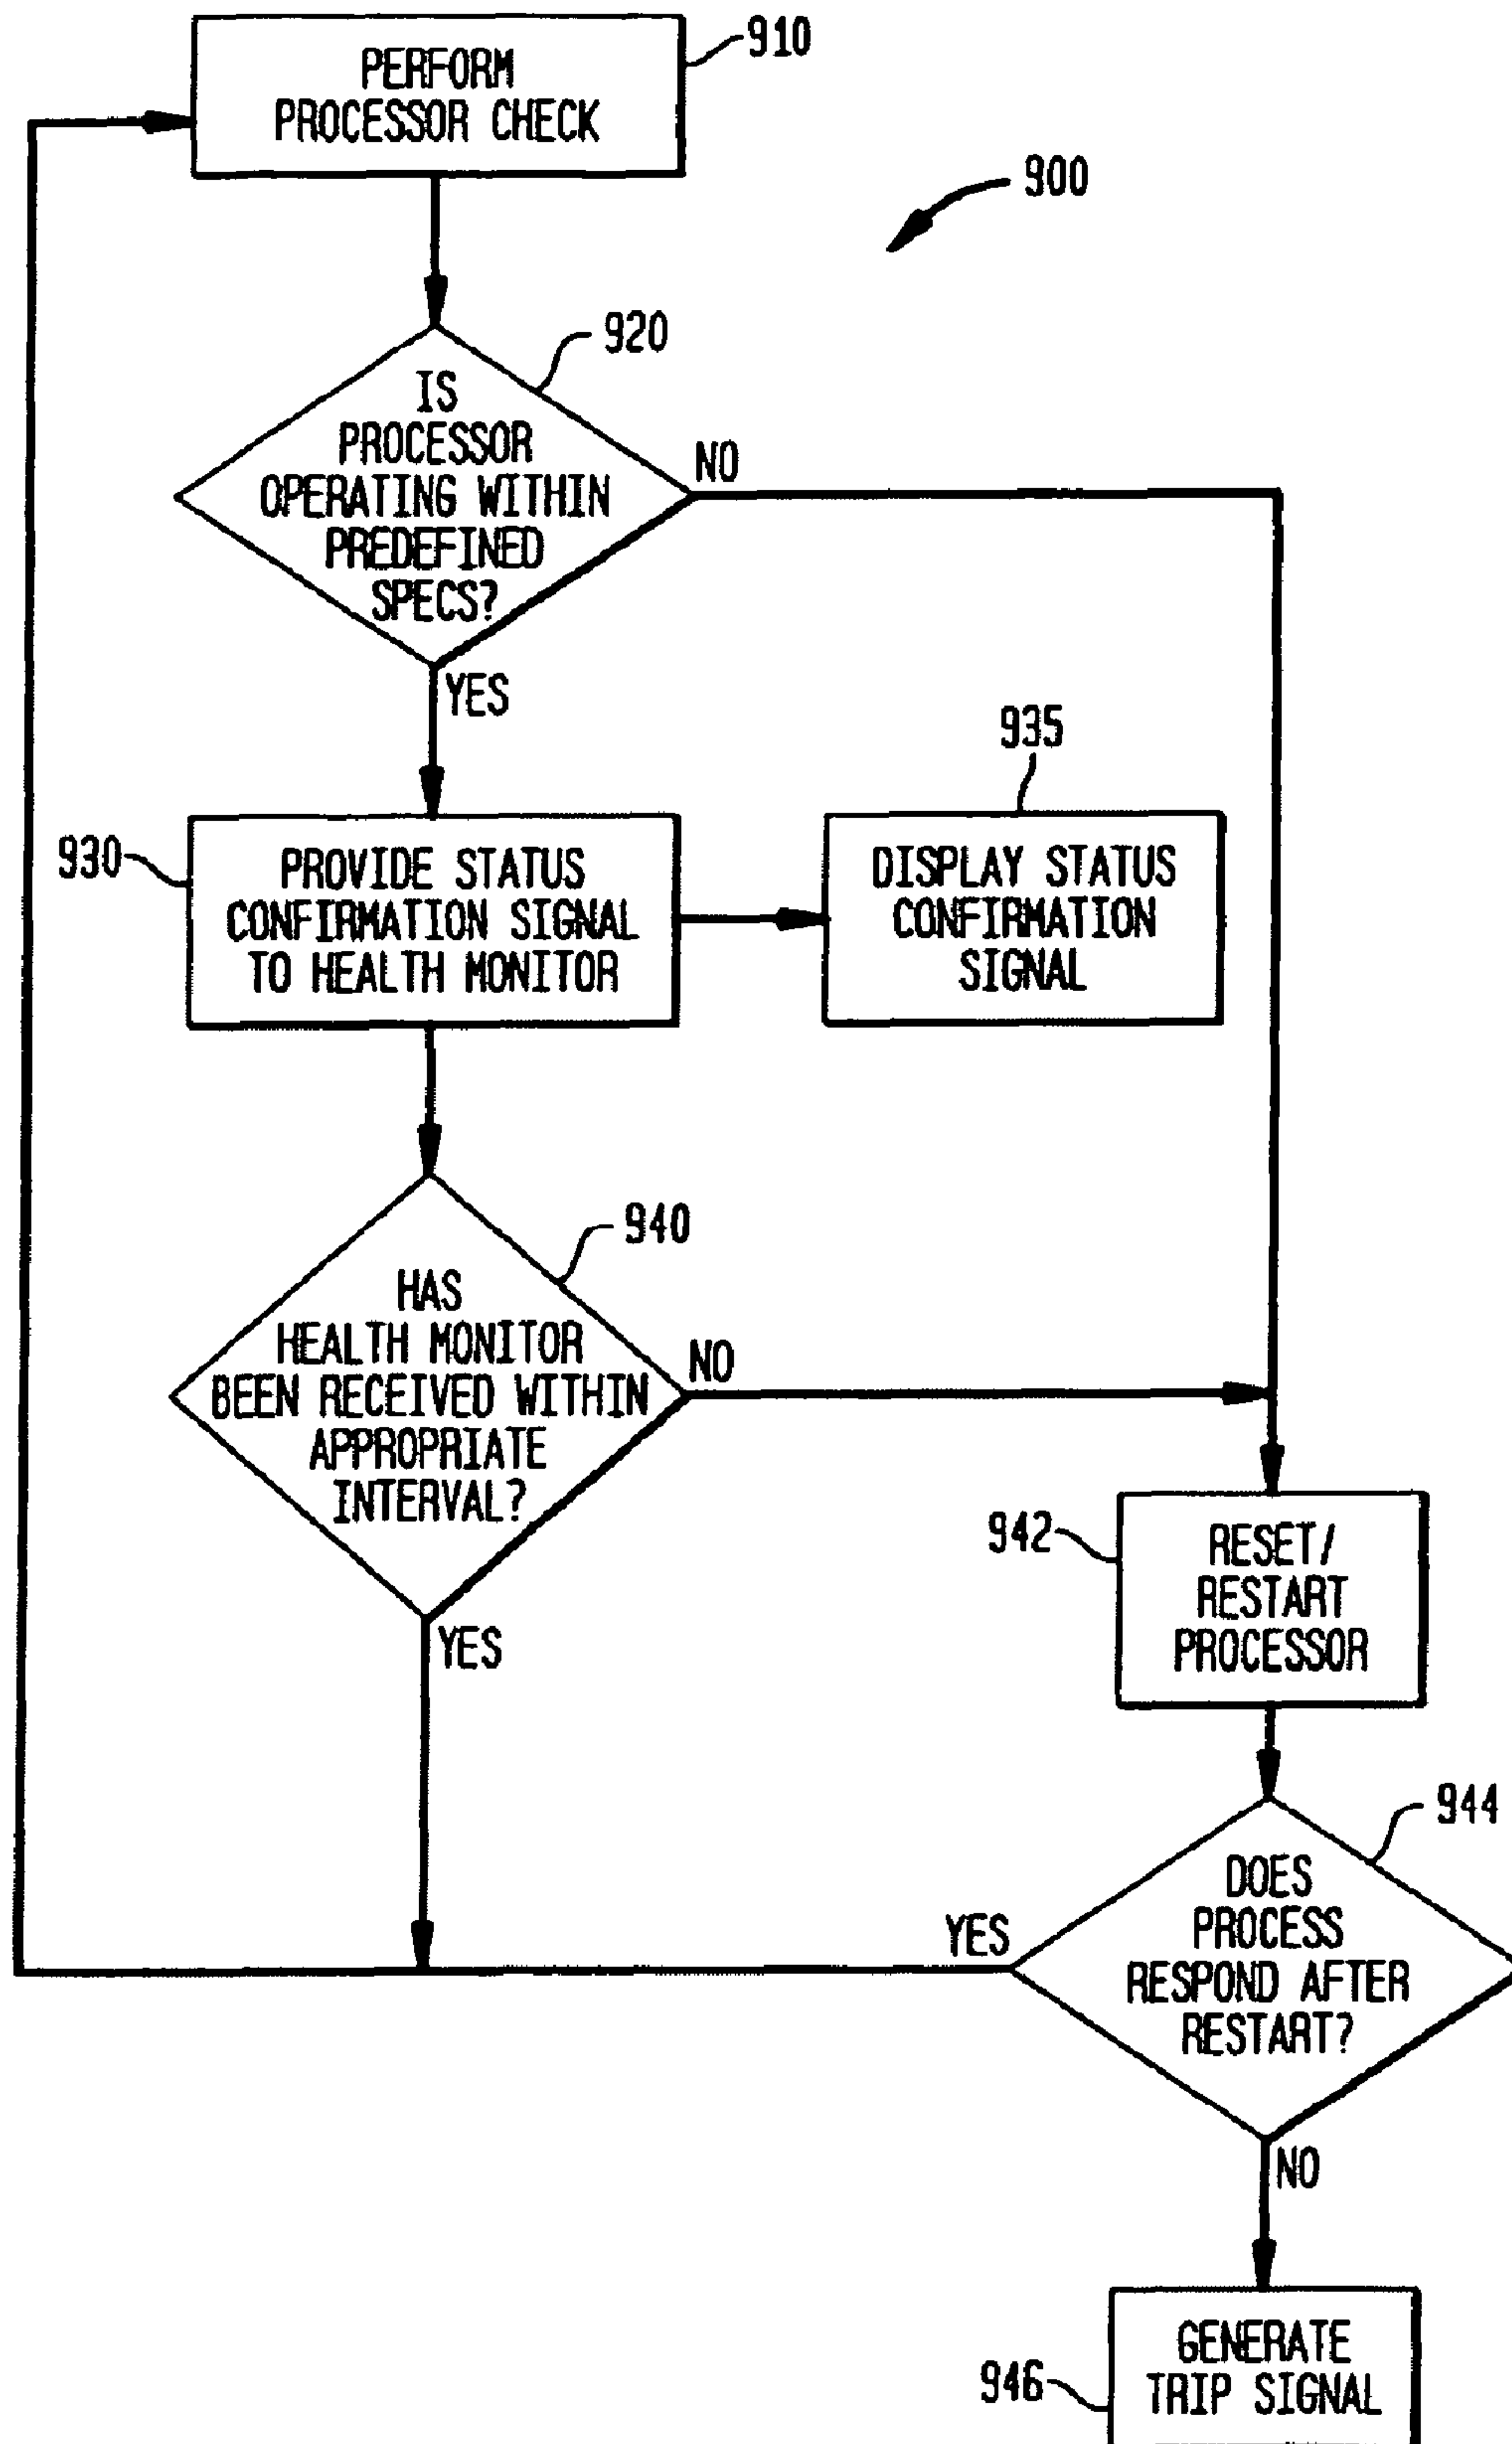 PERFORM
PROCESSOR CHECK
910
900
920
IS
PROCESSOR
OPERATING WITHIN
PREDEFINED
SPECS?
NO
YES
935
930
PROVIDE STATUS
CONFIRMATION SIGNAL
TO HEALTH MONITOR
DISPLAY STATUS
CONFIRMATION
SIGNAL
940
HAS
HEALTH MONITOR
BEEN RECEIVED WITHIN
APPROPRIATE
INTERVAL?
NO
YES
942
RESET/
RESTART
PROCESSOR
944
DOES
PROCESS
RESPOND AFTER
RESTART?
YES
NO
946
GENERATE
TRIP SIGNAL